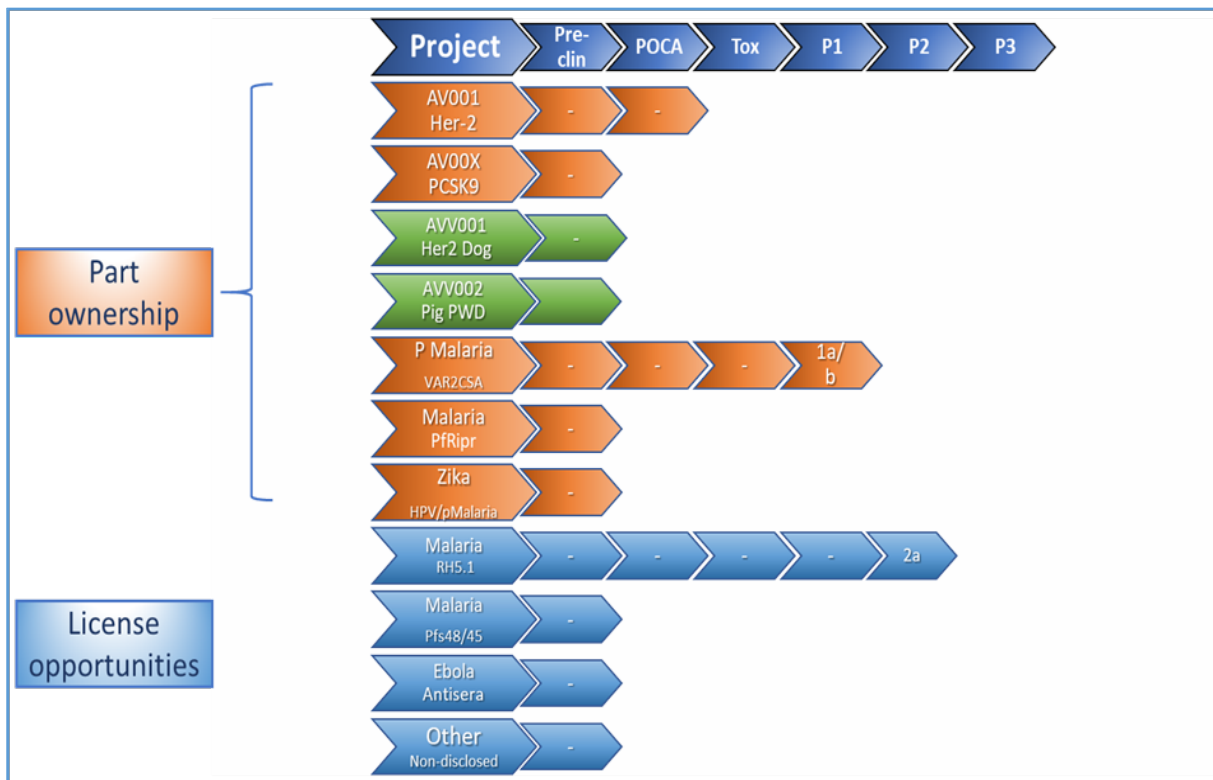 Project
Pre-
clin
POCA
Tox
P1
P2
P3
AV001
Her-2
-
-
AV00X
PCSK9
-
AVV001
Her2 Dog
-
AVV002
Pig PWD
Part
ownership
P Malaria
VAR2CSA
-
-
-
1a/
b
Malaria
PfRipr
-
Zika
HPV/pMalaria
-
Malaria
RH5.1
-
-
-
-
2a
License
opportunities
Malaria
Pfs48/45
-
Ebola
Antisera
-
Other
Non-disclosed
-